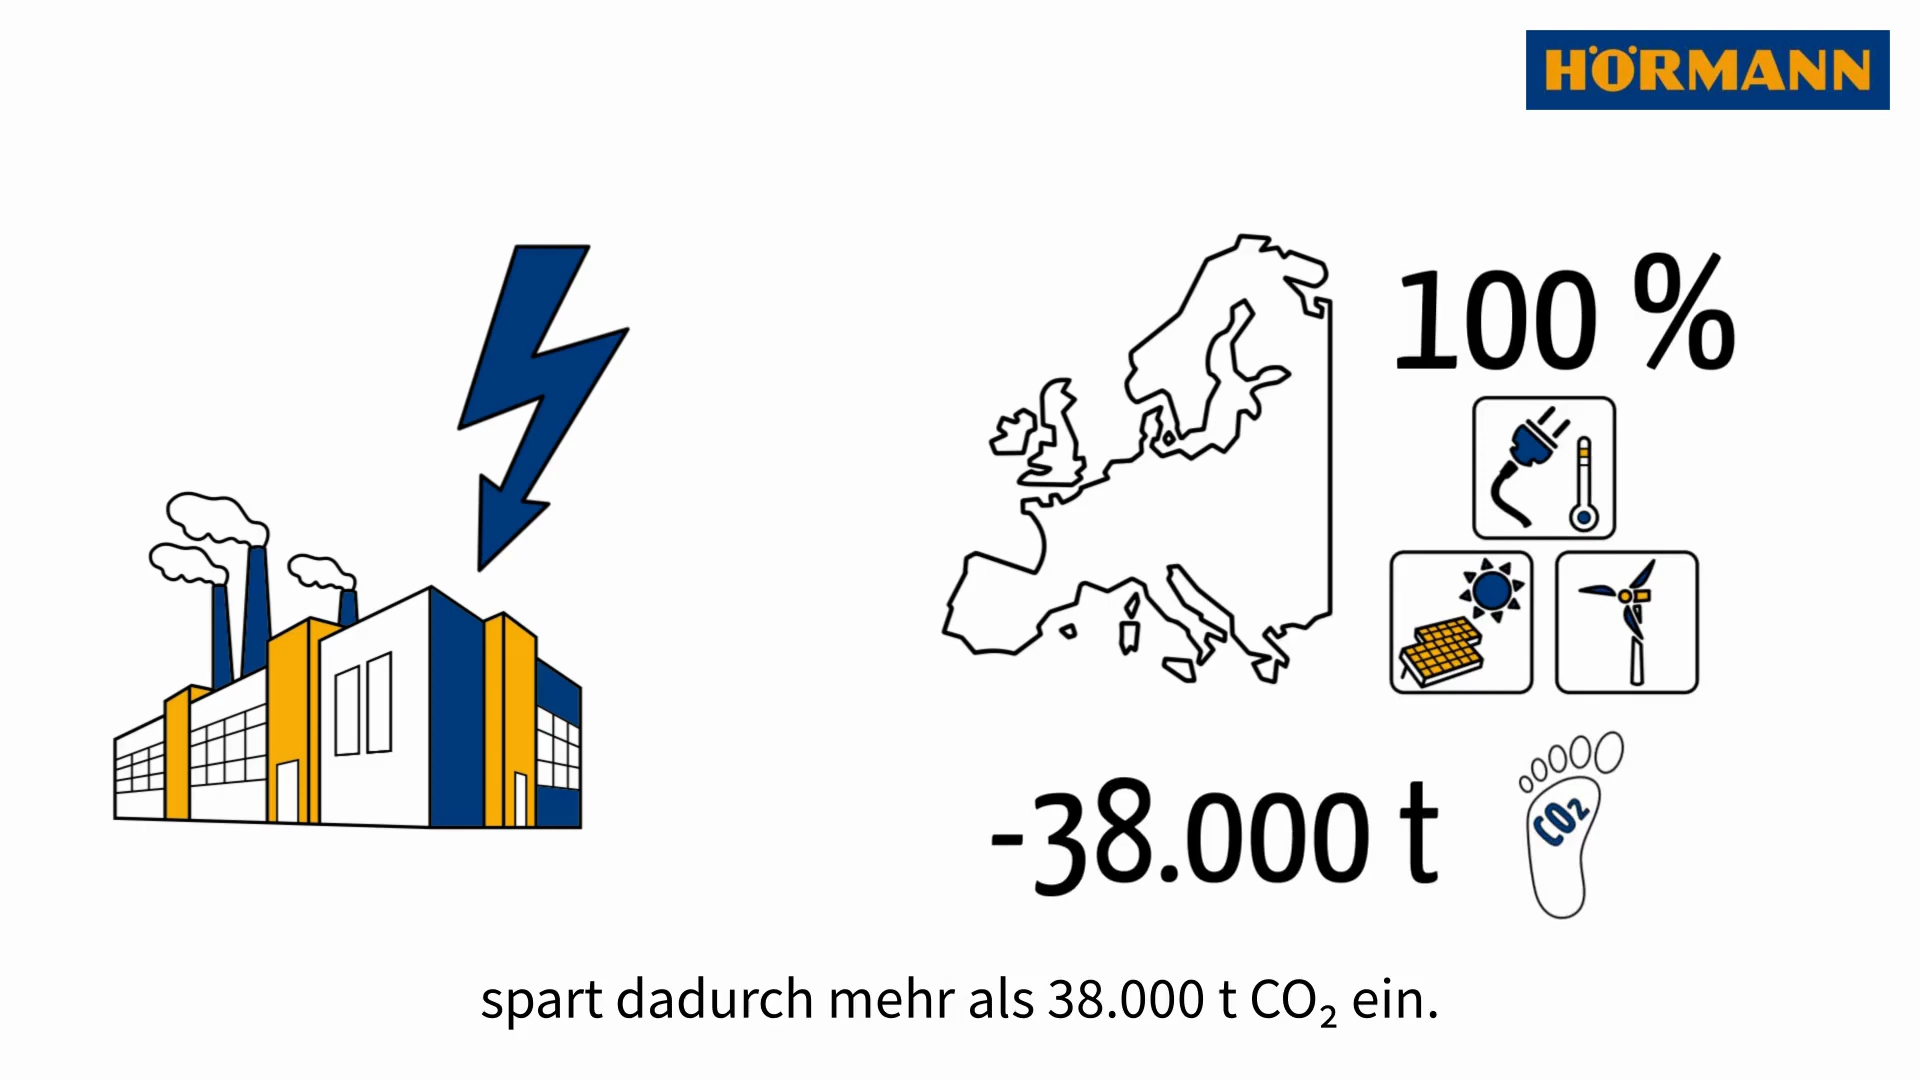 HÖRMANN
100 %
-38.000 t
CO₂
spart dadurch mehr als 38.000 t CO₂ ein.